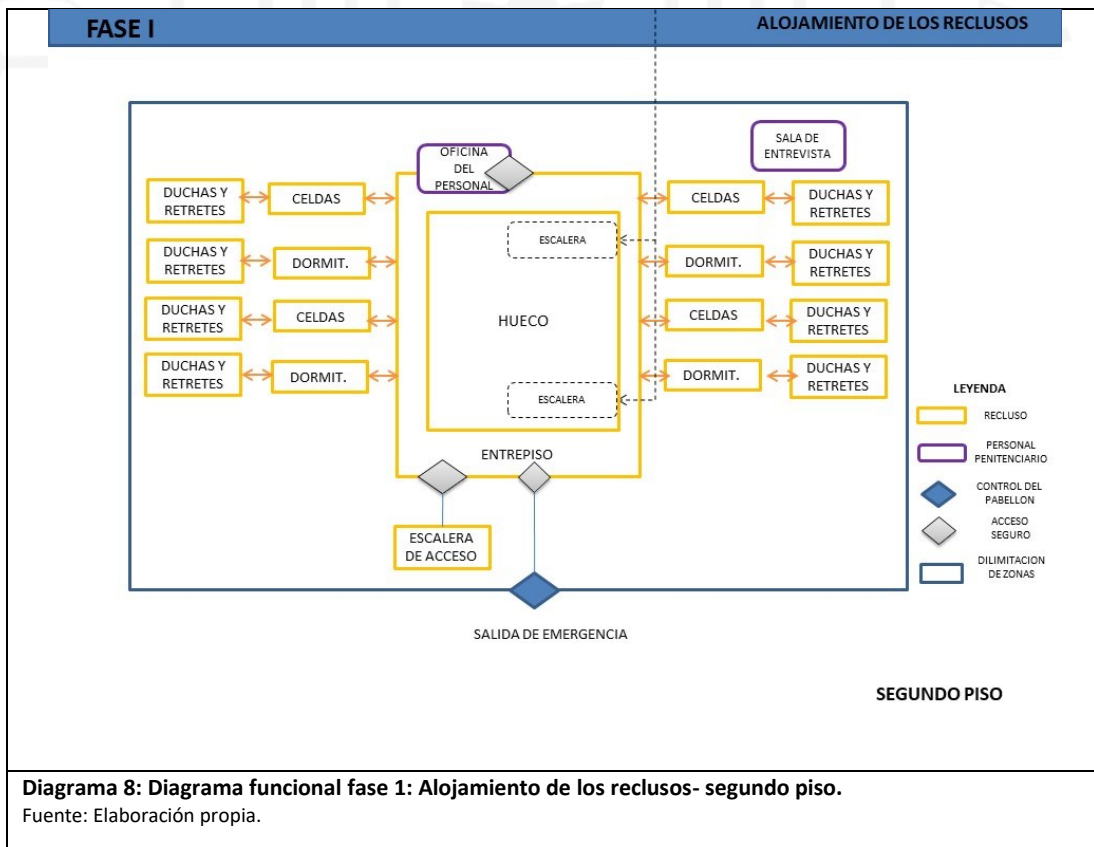 FASE I
ALOJAMIENTO DE LOS RECLUSOS
OFICINA
DEL
PERSONAL
SALA DE
ENTREVISTA
DUCHAS Y
RETRETES
CELDAS
CELDAS
DUCHAS Y
RETRETES
ESCALERA
DUCHAS Y
RETRETES
DORMIT.
DORMIT.
DUCHAS Y
RETRETES
DUCHAS Y
RETRETES
CELDAS
HUECO
CELDAS
DUCHAS Y
RETRETES
DUCHAS Y
RETRETES
DORMIT.
DORMIT.
DUCHAS Y
RETRETES
ESCALERA
ENTREPISO
ESCALERA
DE ACCESO
SALIDA DE EMERGENCIA
LEYENDA
RECLUSO
PERSONAL
PENITENCIARIO
CONTROL DEL
PABELLON
ACCESO
SEGURO
DILIMITACION
DE ZONAS
SEGUNDO PISO
Diagrama 8: Diagrama funcional fase 1: Alojamiento de los reclusos- segundo piso.
Fuente: Elaboración propia.